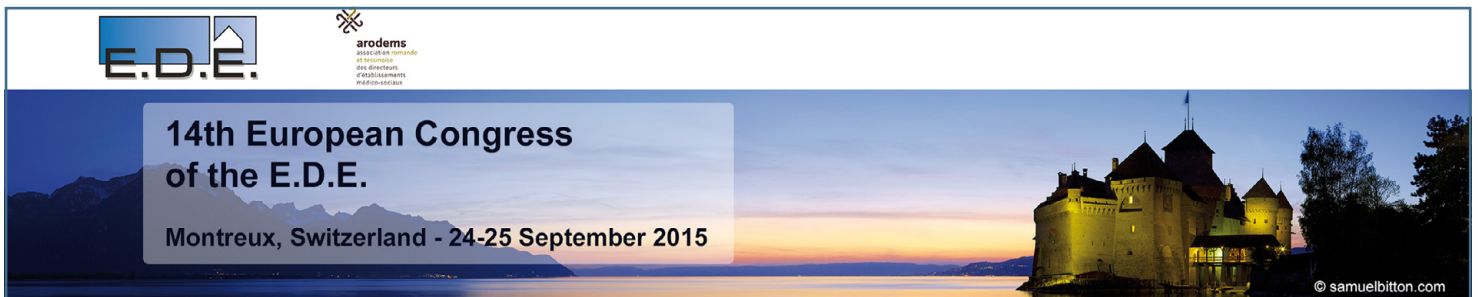 E.D.E.
arodems
association romande
et tessinoise
des directeurs
d'établissements
médico-sociaux
14th European Congress
of the E.D.E.
Montreux, Switzerland - 24-25 September 2015
© samuelbitton.com